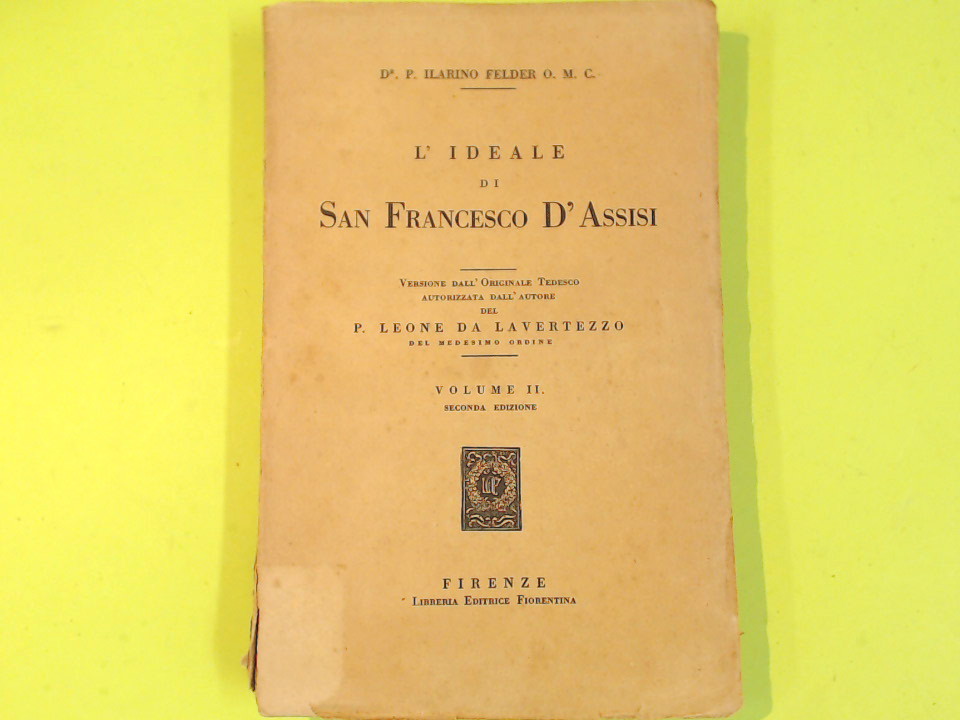 Dʳ. P. ILARINO FELDER O. M. C.
L' IDEALE
DI
SAN FRANCESCO D' ASSISI
VERSIONE DALL' ORIGINALE TEDESCO
AUTORIZZATA DALL' AUTORE
DEL
P. LEONE DA LAVERTEZZO
DEL MEDESIMO ORDINE
VOLUME II.
SECONDA EDIZIONE
FIRENZE
LIBRERIA EDITRICE FIORENTINA